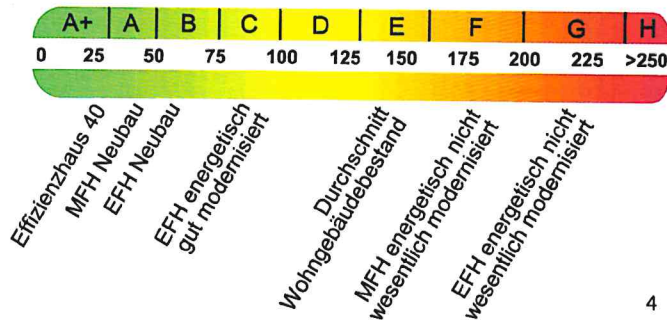 A+ A B C D E F G H
0 25 50 75 100 125 150 175 200 225 >250
Effizienzhaus 40
MFH Neubau
EFH Neubau
EFH energetisch
gut modernisiert
Durchschnitt
Wohngebäudebestand
MFH energetisch nicht
wesentlich modernisiert
EFH energetisch nicht
wesentlich modernisiert
4